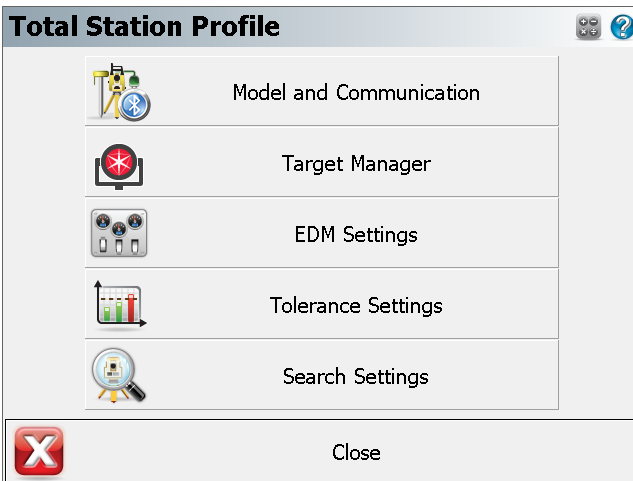 Total Station Profile
Model and Communication
Target Manager
EDM Settings
Tolerance Settings
Search Settings
Close